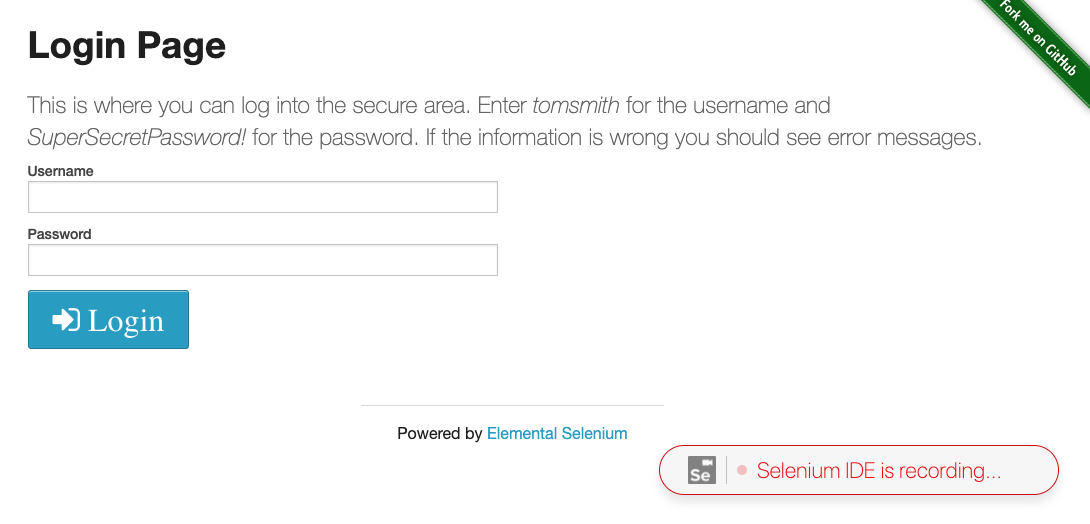 Fork me on GitHub
Login Page
This is where you can log into the secure area. Enter tomsmith for the username and
SuperSecretPassword! for the password. If the information is wrong you should see error messages.
Username
Password
Login
Powered by Elemental Selenium
Se Selenium IDE is recording...